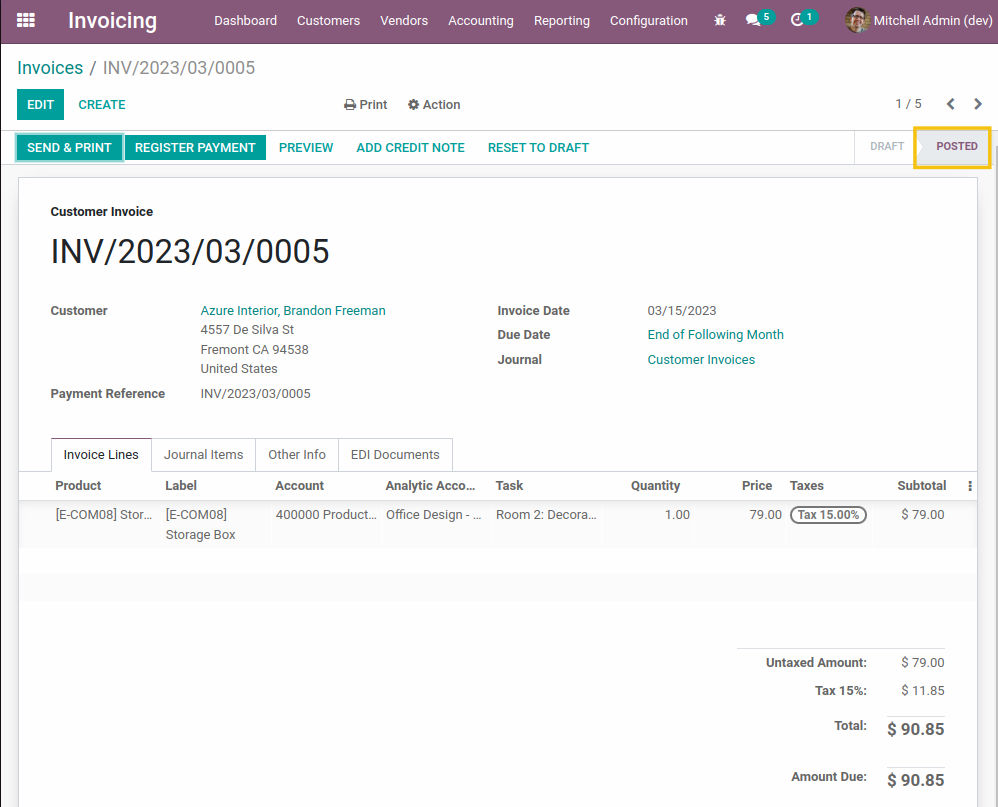 Invoicing Dashboard Customers Vendors Accounting Reporting Configuration 5 1 Mitchell Admin (dev)
Invoices / INV/2023/03/0005
EDIT CREATE Print Action 1 / 5
SEND & PRINT REGISTER PAYMENT PREVIEW ADD CREDIT NOTE RESET TO DRAFT DRAFT POSTED
Customer Invoice
INV/2023/03/0005
Customer Azure Interior, Brandon Freeman
4557 De Silva St
Fremont CA 94538
United States
Payment Reference INV/2023/03/0005
Invoice Date 03/15/2023
Due Date End of Following Month
Journal Customer Invoices
Invoice Lines Journal Items Other Info EDI Documents
Product Label Account Analytic Acco... Task Quantity Price Taxes Subtotal
[E-COM08] Stor... [E-COM08] 400000 Product... Office Design - ... Room 2: Decora... 1.00 79.00 Tax 15.00% $ 79.00
Storage Box
Untaxed Amount: $ 79.00
Tax 15%: $ 11.85
Total: $ 90.85
Amount Due: $ 90.85